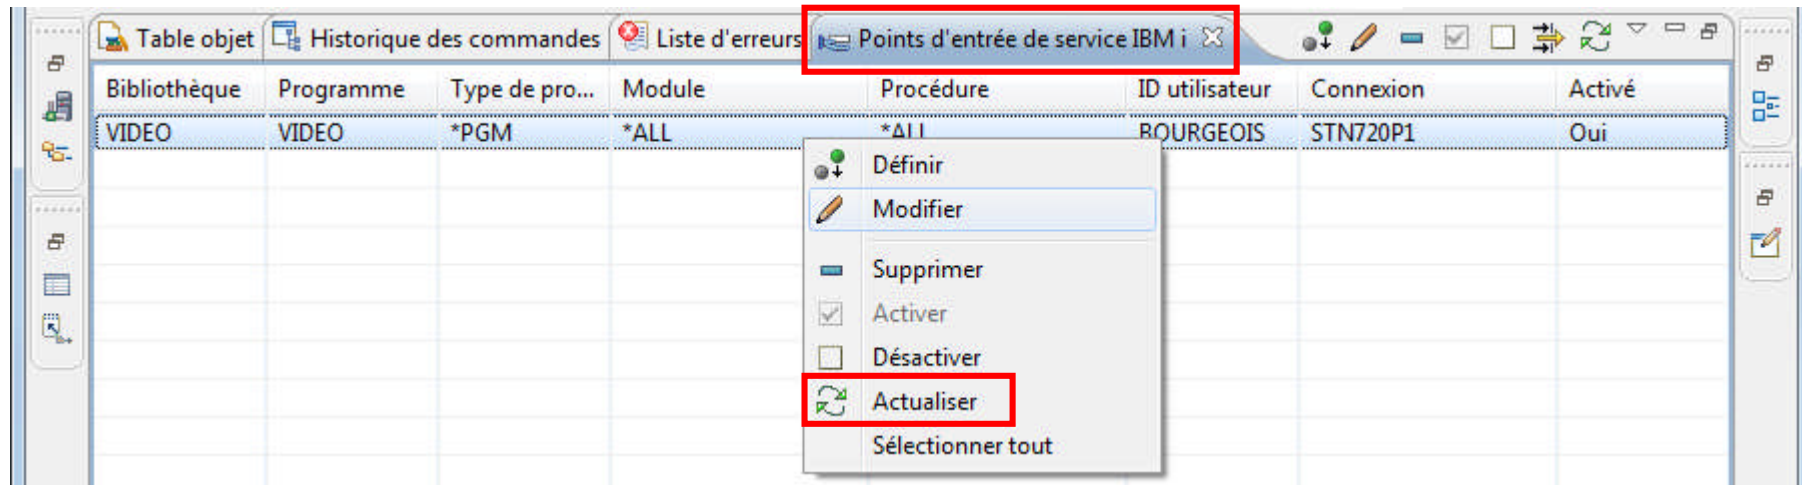 Table objet Historique des commandes Liste d'erreurs Points d'entrée de service IBM i
Bibliothèque Programme Type de pro... Module Procédure ID utilisateur Connexion Activé
VIDEO VIDEO *PGM *ALL *ALL BOURGEOIS STN720P1 Oui
Définir
Modifier
Supprimer
Activer
Désactiver
Actualiser
Sélectionner tout